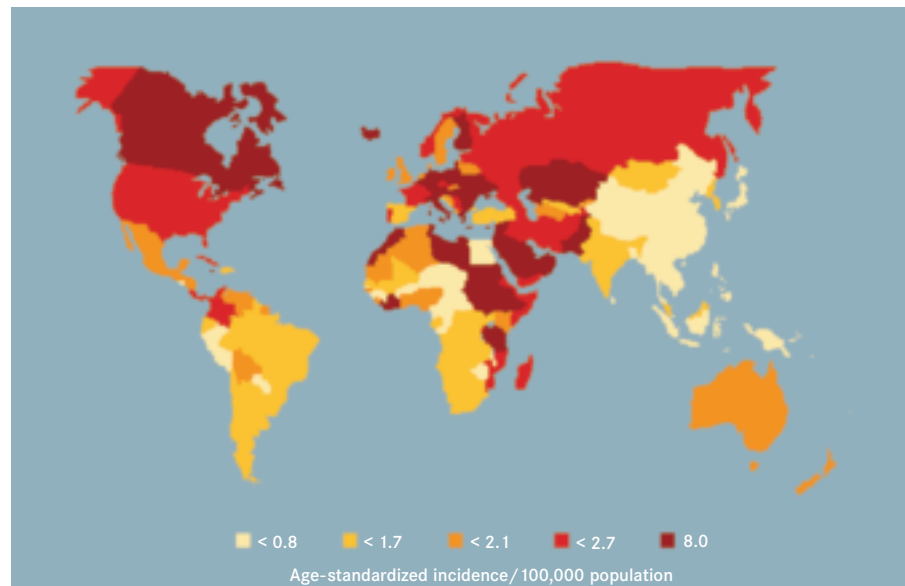 < 0.8 < 1.7 < 2.1 < 2.7 8.0
Age-standardized incidence/100,000 population